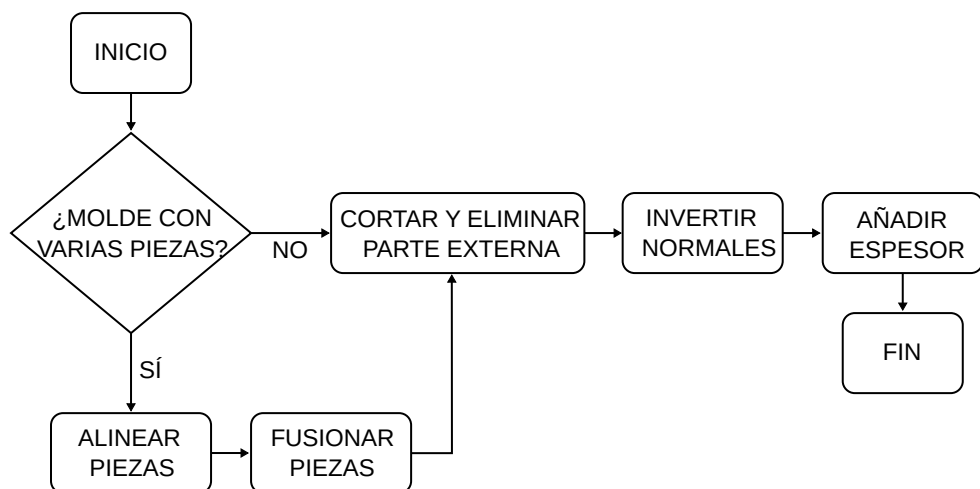 INICIO
¿MOLDE CON
VARIAS PIEZAS?
NO
CORTAR Y ELIMINAR
PARTE EXTERNA
INVERTIR
NORMALES
AÑADIR
ESPESOR
FIN
SÍ
ALINEAR
PIEZAS
FUSIONAR
PIEZAS